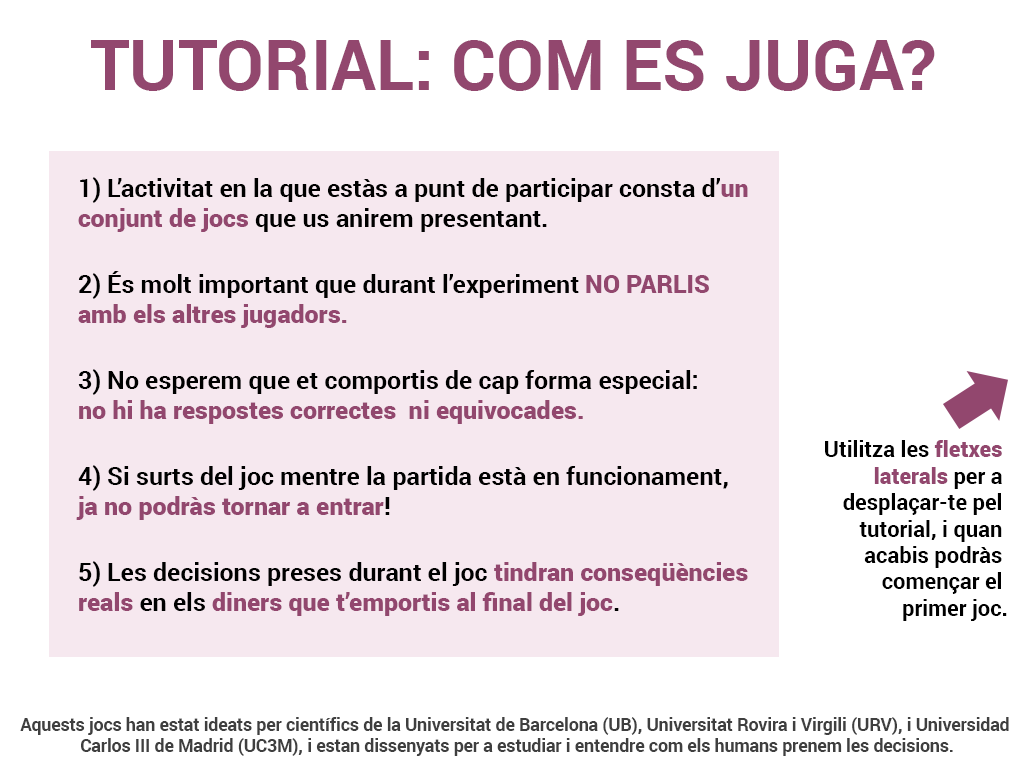 TUTORIAL: COM ES JUGA?
1) L’activitat en la que estàs a punt de participar consta d’un
conjunt de jocs que us anirem presentant.
2) És molt important que durant l’experiment NO PARLIS
amb els altres jugadors.
3) No esperem que et comportis de cap forma especial:
no hi ha respostes correctes  ni equivocades.
4) Si surts del joc mentre la partida està en funcionament,
ja no podràs tornar a entrar!
5) Les decisions preses durant el joc tindran conseqüències
reals en els diners que t’emportis al final del joc.
Utilitza les fletxes
laterals per a
desplaçar-te pel
tutorial, i quan
acabis podràs
començar el
primer joc.
Aquests jocs han estat ideats per científics de la Universitat de Barcelona (UB), Universitat Rovira i Virgili (URV), i Universidad
Carlos III de Madrid (UC3M), i estan dissenyats per a estudiar i entendre com els humans prenem les decisions.